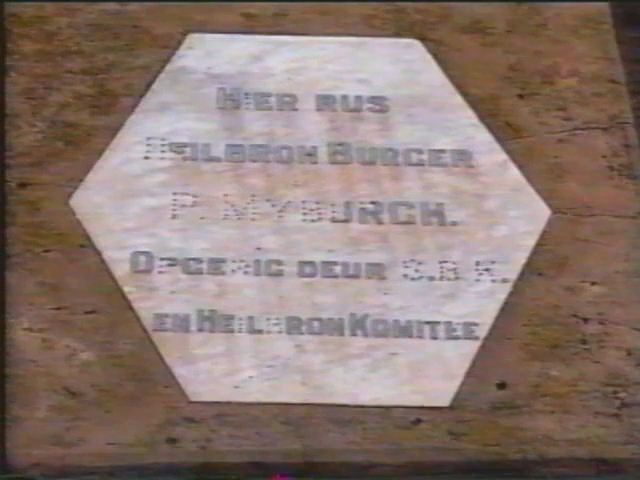 HIER RUS
HEILBRON BURGER
P. MYBURGH.
OPGERIG DEUR S.B.K.
EN HEILBRON KOMITEE